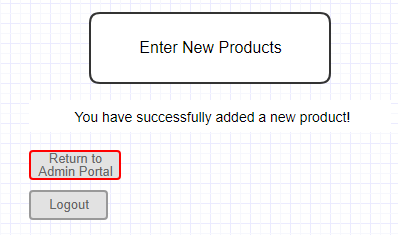 Enter New Products
You have successfully added a new product!
Return to
Admin Portal
Logout